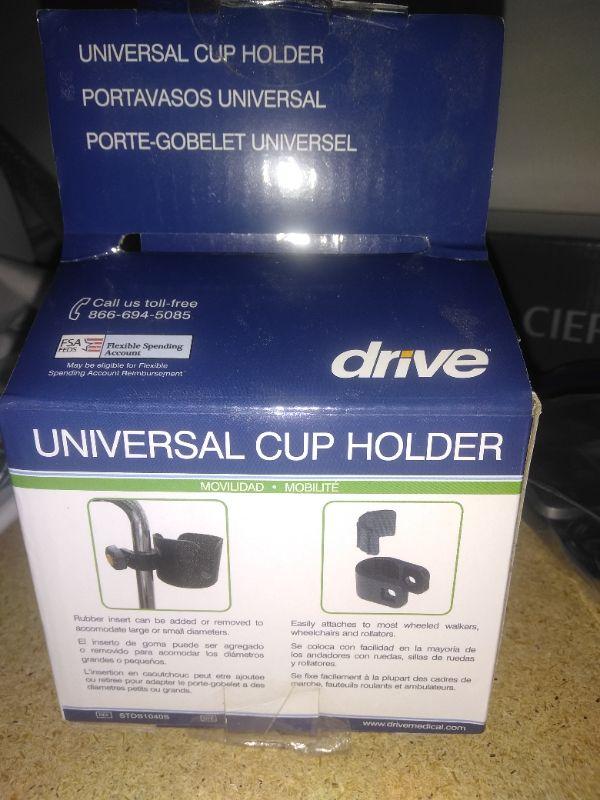 UNIVERSAL CUP HOLDER
PORTAVASOS UNIVERSAL
PORTE-GOBELET UNIVERSEL
Call us toll-free
866-694-5085
FSA
FEDS
Flexible Spending
Account
May be eligible for Flexible
Spending Account Reimbursement
drive™
CIER
UNIVERSAL CUP HOLDER
MOVILIDAD • MOBILITÉ
Rubber insert can be added or removed to
accomodate large or small diameters.
El inserto de goma puede ser agregado
o removido para acomodar los diámetros
grandes o pequeños.
L'insertion en caoutchouc peut etre ajoutee
ou retiree pour adapter le porte-gobelet a des
diametres petits ou grands.
Easily attaches to most wheeled walkers,
wheelchairs and rollators.
Se coloca con facilidad en la mayoría de
los andadores con ruedas, sillas de ruedas
y rollatores.
Se fixe facilement à la plupart des cadres de
marche, fauteuils roulants et ambulateurs.
REF STDS1040S
www.drivemedical.com